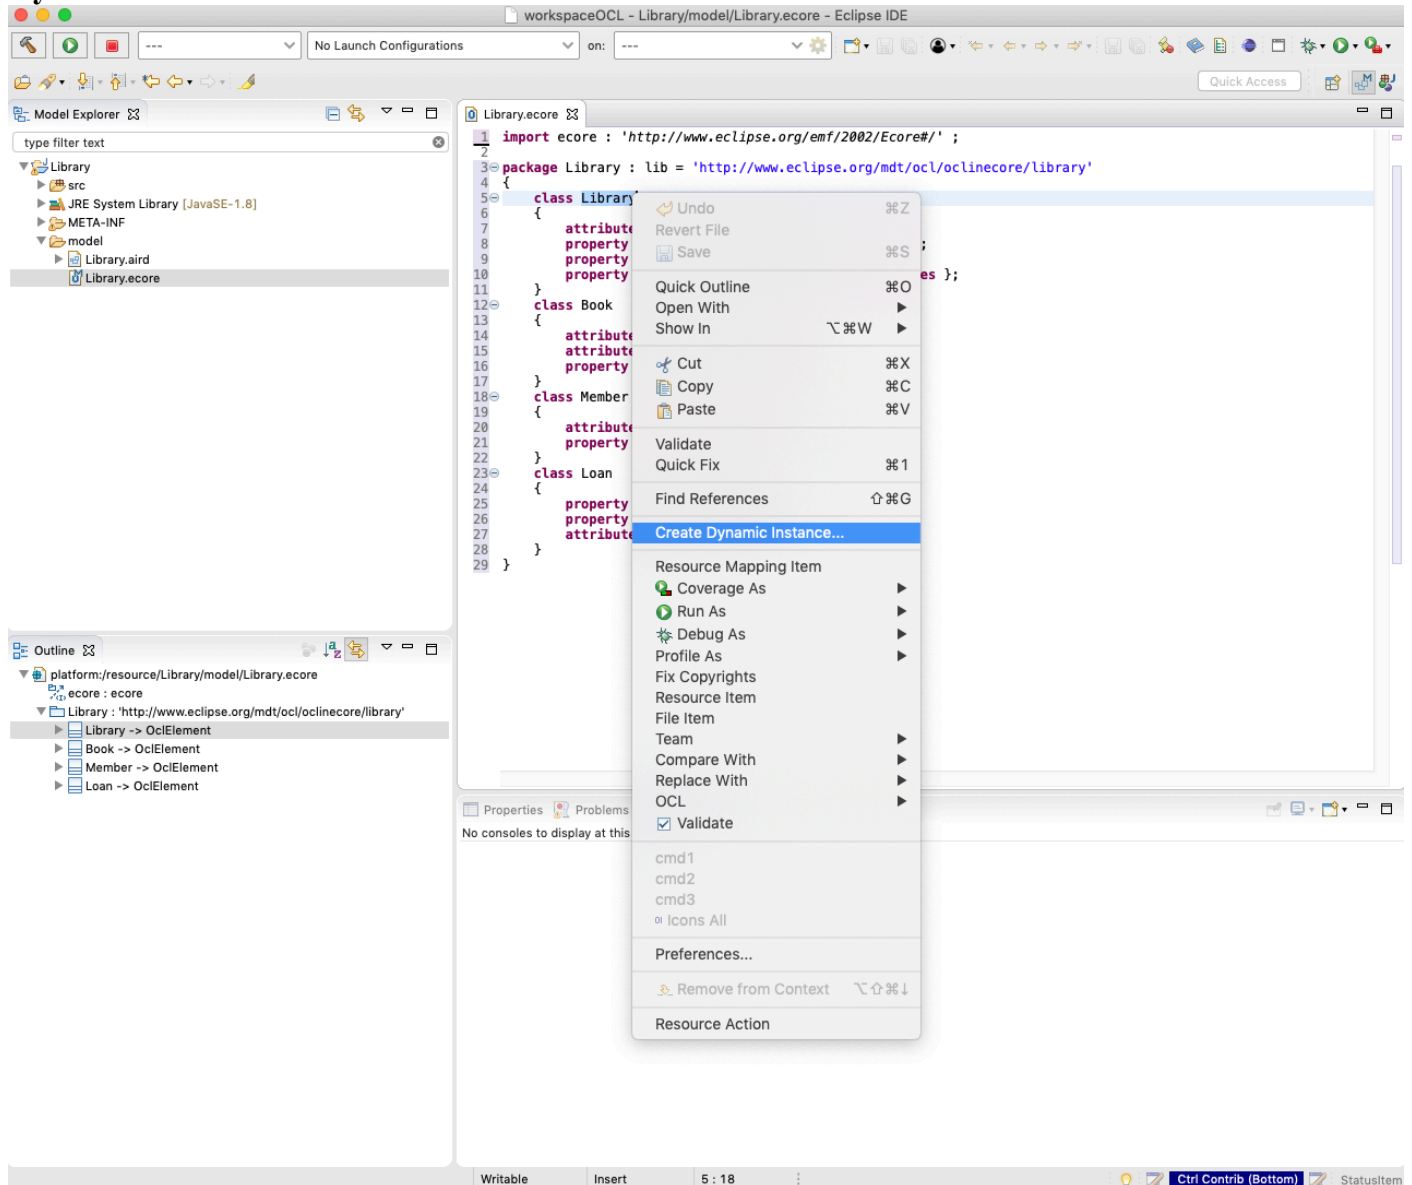 workspaceOCL - Library/model/Library.ecore - Eclipse IDE
---
No Launch Configurations
on:
---
Quick Access
Model Explorer
type filter text
Library
src
JRE System Library [JavaSE-1.8]
META-INF
model
Library.aird
Library.ecore
Library.ecore
1 import ecore : 'http://www.eclipse.org/emf/2002/Ecore#/' ;
2
3 package Library : lib = 'http://www.eclipse.org/mdt/ocl/oclinecore/library'
4 {
5 class Library
6 {
7 attribute
8 property ;
9 property
10 property es };
11 }
12 class Book
13 {
14 attribute
15 attribute
16 property
17 }
18 class Member
19 {
20 attribute
21 property
22 }
23 class Loan
24 {
25 property
26 property
27 attribute
28 }
29 }
Undo ⌘Z
Revert File
Save ⌘S
Quick Outline ⌘O
Open With
Show In ⌥⌘W
Cut ⌘X
Copy ⌘C
Paste ⌘V
Validate
Quick Fix ⌘1
Find References ⇧⌘G
Create Dynamic Instance...
Resource Mapping Item
Coverage As
Run As
Debug As
Profile As
Fix Copyrights
Resource Item
File Item
Team
Compare With
Replace With
OCL
Validate
cmd1
cmd2
cmd3
Icons All
Preferences...
Remove from Context ⌥⇧⌘↓
Resource Action
Outline
platform:/resource/Library/model/Library.ecore
ecore : ecore
Library : 'http://www.eclipse.org/mdt/ocl/oclinecore/library'
Library -> OclElement
Book -> OclElement
Member -> OclElement
Loan -> OclElement
Properties Problems
No consoles to display at this
Writable Insert 5 : 18 Ctrl Contrib (Bottom) StatusItem